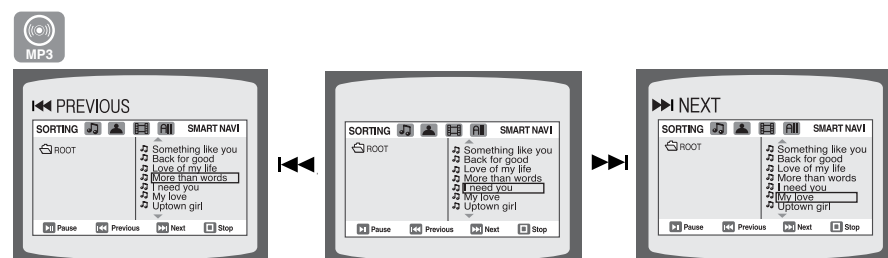 MP3
PREVIOUS
SORTING All SMART NAVI
ROOT
Something like you
Back for good
Love of my life
More than words
I need you
My love
Uptown girl
Pause Previous Next Stop
SORTING All SMART NAVI
ROOT
Something like you
Back for good
Love of my life
More than words
I need you
My love
Uptown girl
Pause Previous Next Stop
NEXT
SORTING All SMART NAVI
ROOT
Something like you
Back for good
Love of my life
More than words
I need you
My love
Uptown girl
Pause Previous Next Stop